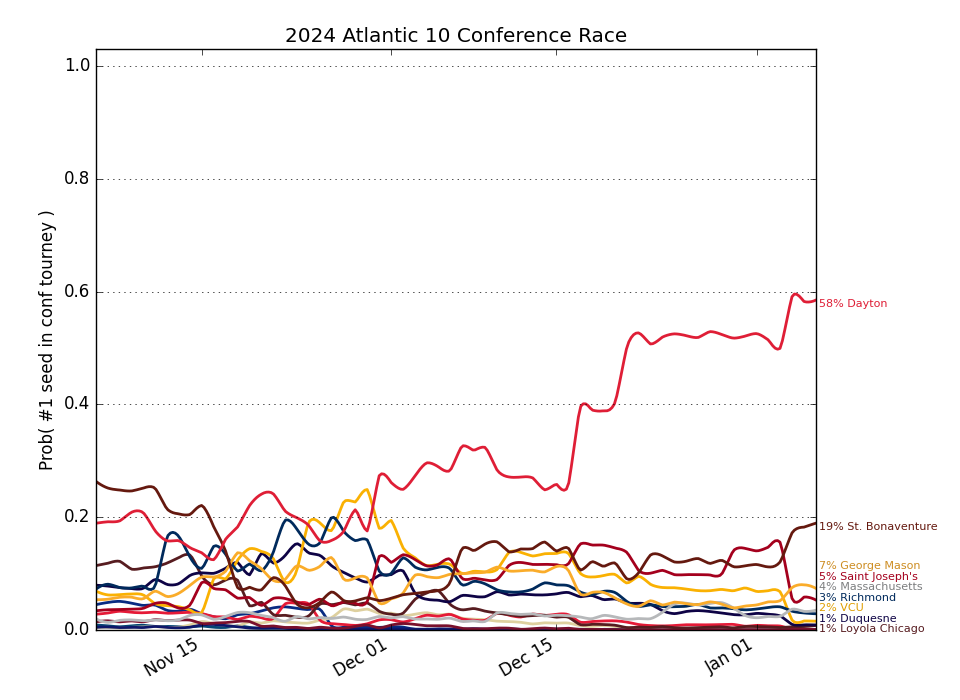 2024 Atlantic 10 Conference Race
Prob( #1 seed in conf tourney )
1.0
0.8
0.6
0.4
0.2
0.0
Nov 15
Dec 01
Dec 15
Jan 01
58% Dayton
19% St. Bonaventure
7% George Mason
5% Saint Joseph's
4% Massachusetts
3% Richmond
2% VCU
1% Duquesne
1% Loyola Chicago